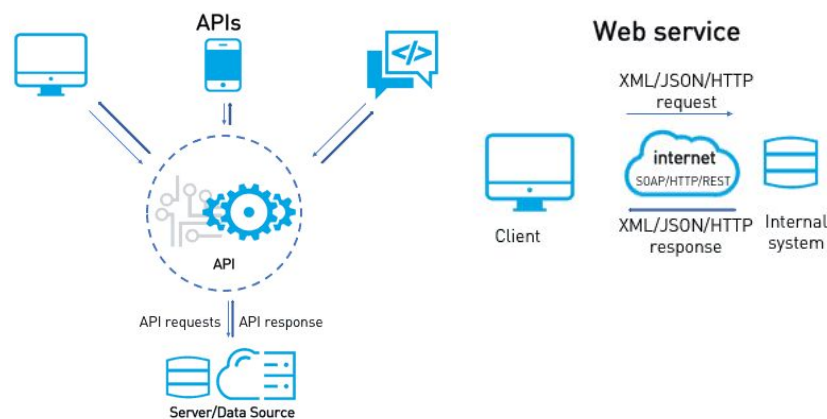 APIs
</>
API
API requests
API response
Server/Data Source
Web service
XML/JSON/HTTP
request
internet
SOAP/HTTP/REST
Client
XML/JSON/HTTP
response
Internal
system